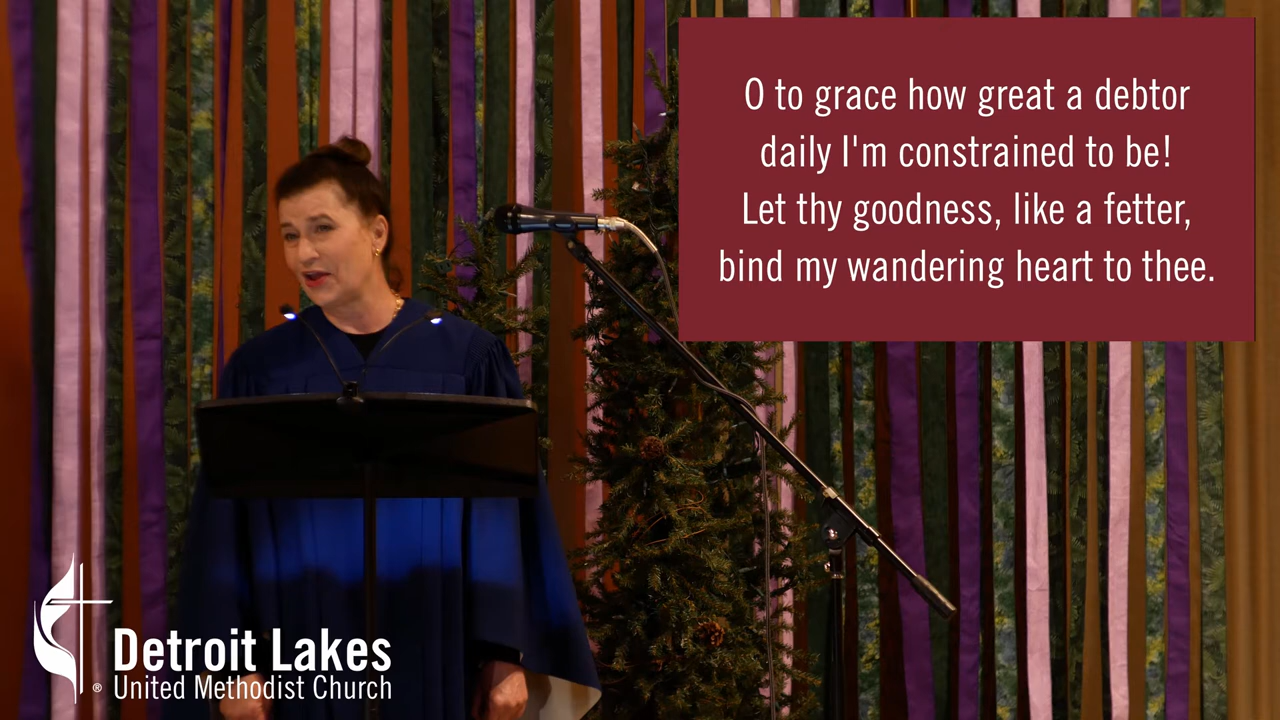 O to grace how great a debtor
daily I'm constrained to be!
Let thy goodness, like a fetter,
bind my wandering heart to thee.
Detroit Lakes
® United Methodist Church